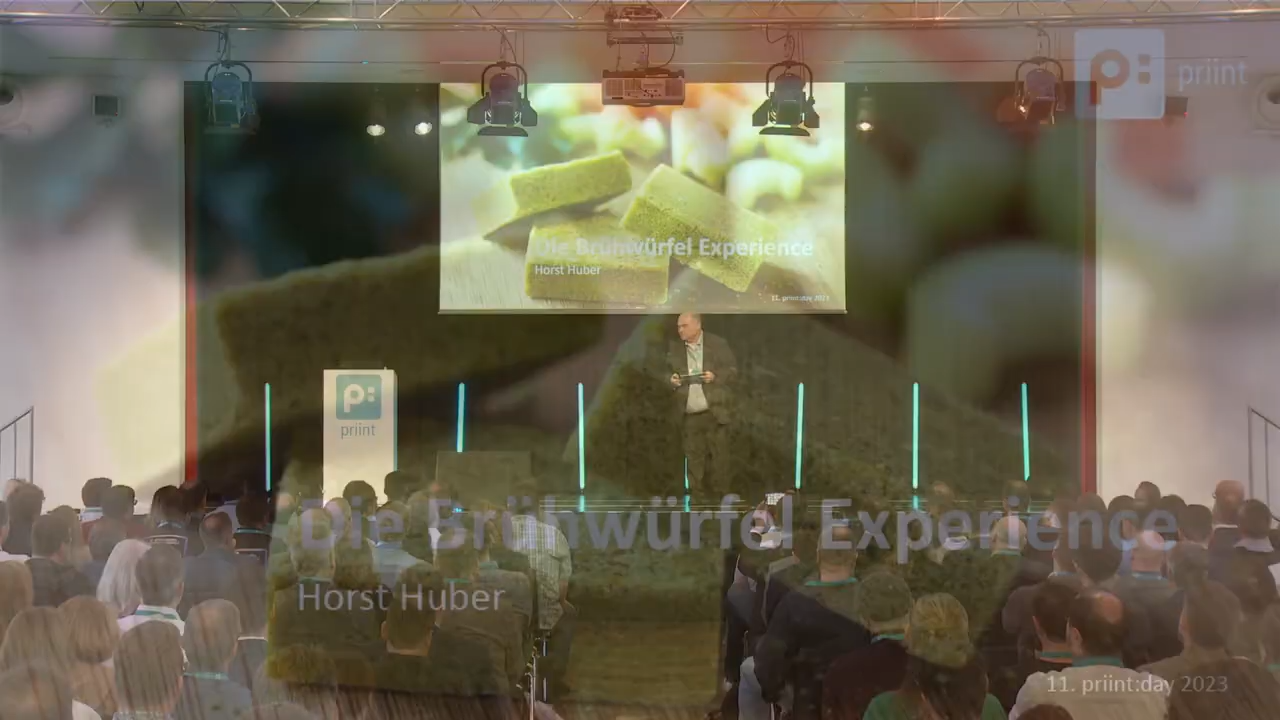 p: priint
Die Brühwürfel Experience
Horst Huber
11. priint:day 2023
p:
priint
Die Brühwürfel Experience
Horst Huber
11. priint:day 2023